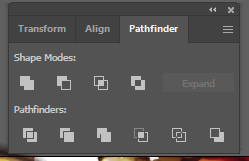 Transform Align Pathfinder
Shape Modes:
Expand
Pathfinders: